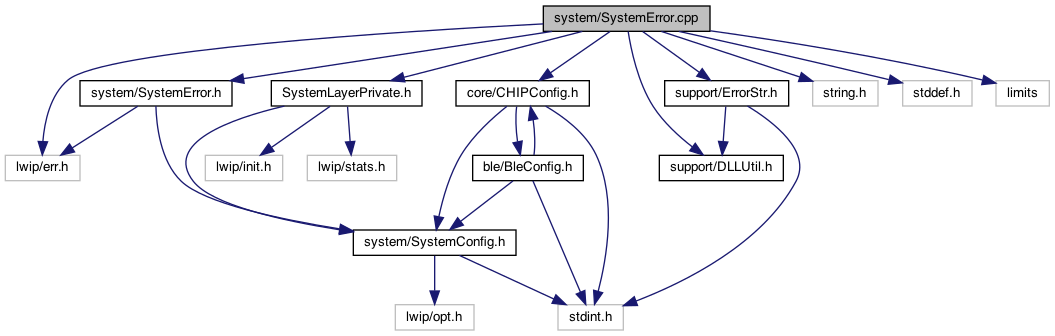 system/SystemError.cpp
system/SystemError.h
SystemLayerPrivate.h
core/CHIPConfig.h
support/ErrorStr.h
string.h
stddef.h
limits
lwip/err.h
lwip/init.h
lwip/stats.h
ble/BleConfig.h
support/DLLUtil.h
system/SystemConfig.h
lwip/opt.h
stdint.h